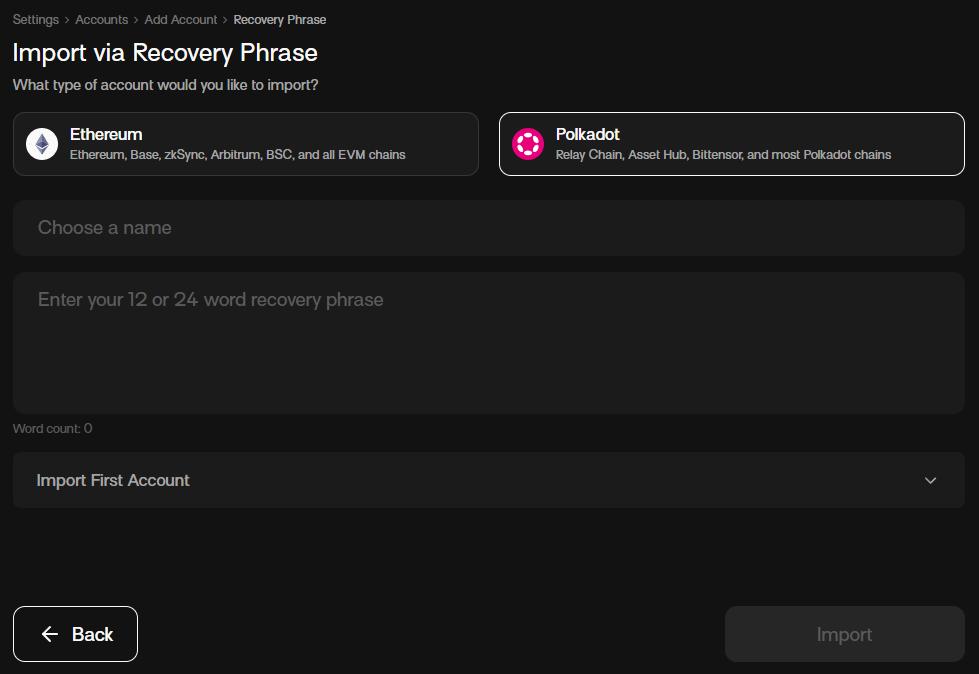 Settings > Accounts > Add Account > Recovery Phrase
Import via Recovery Phrase
What type of account would you like to import?
Ethereum
Ethereum, Base, zkSync, Arbitrum, BSC, and all EVM chains
Polkadot
Relay Chain, Asset Hub, Bittensor, and most Polkadot chains
Choose a name
Enter your 12 or 24 word recovery phrase
Word count: 0
Import First Account
Back
Import